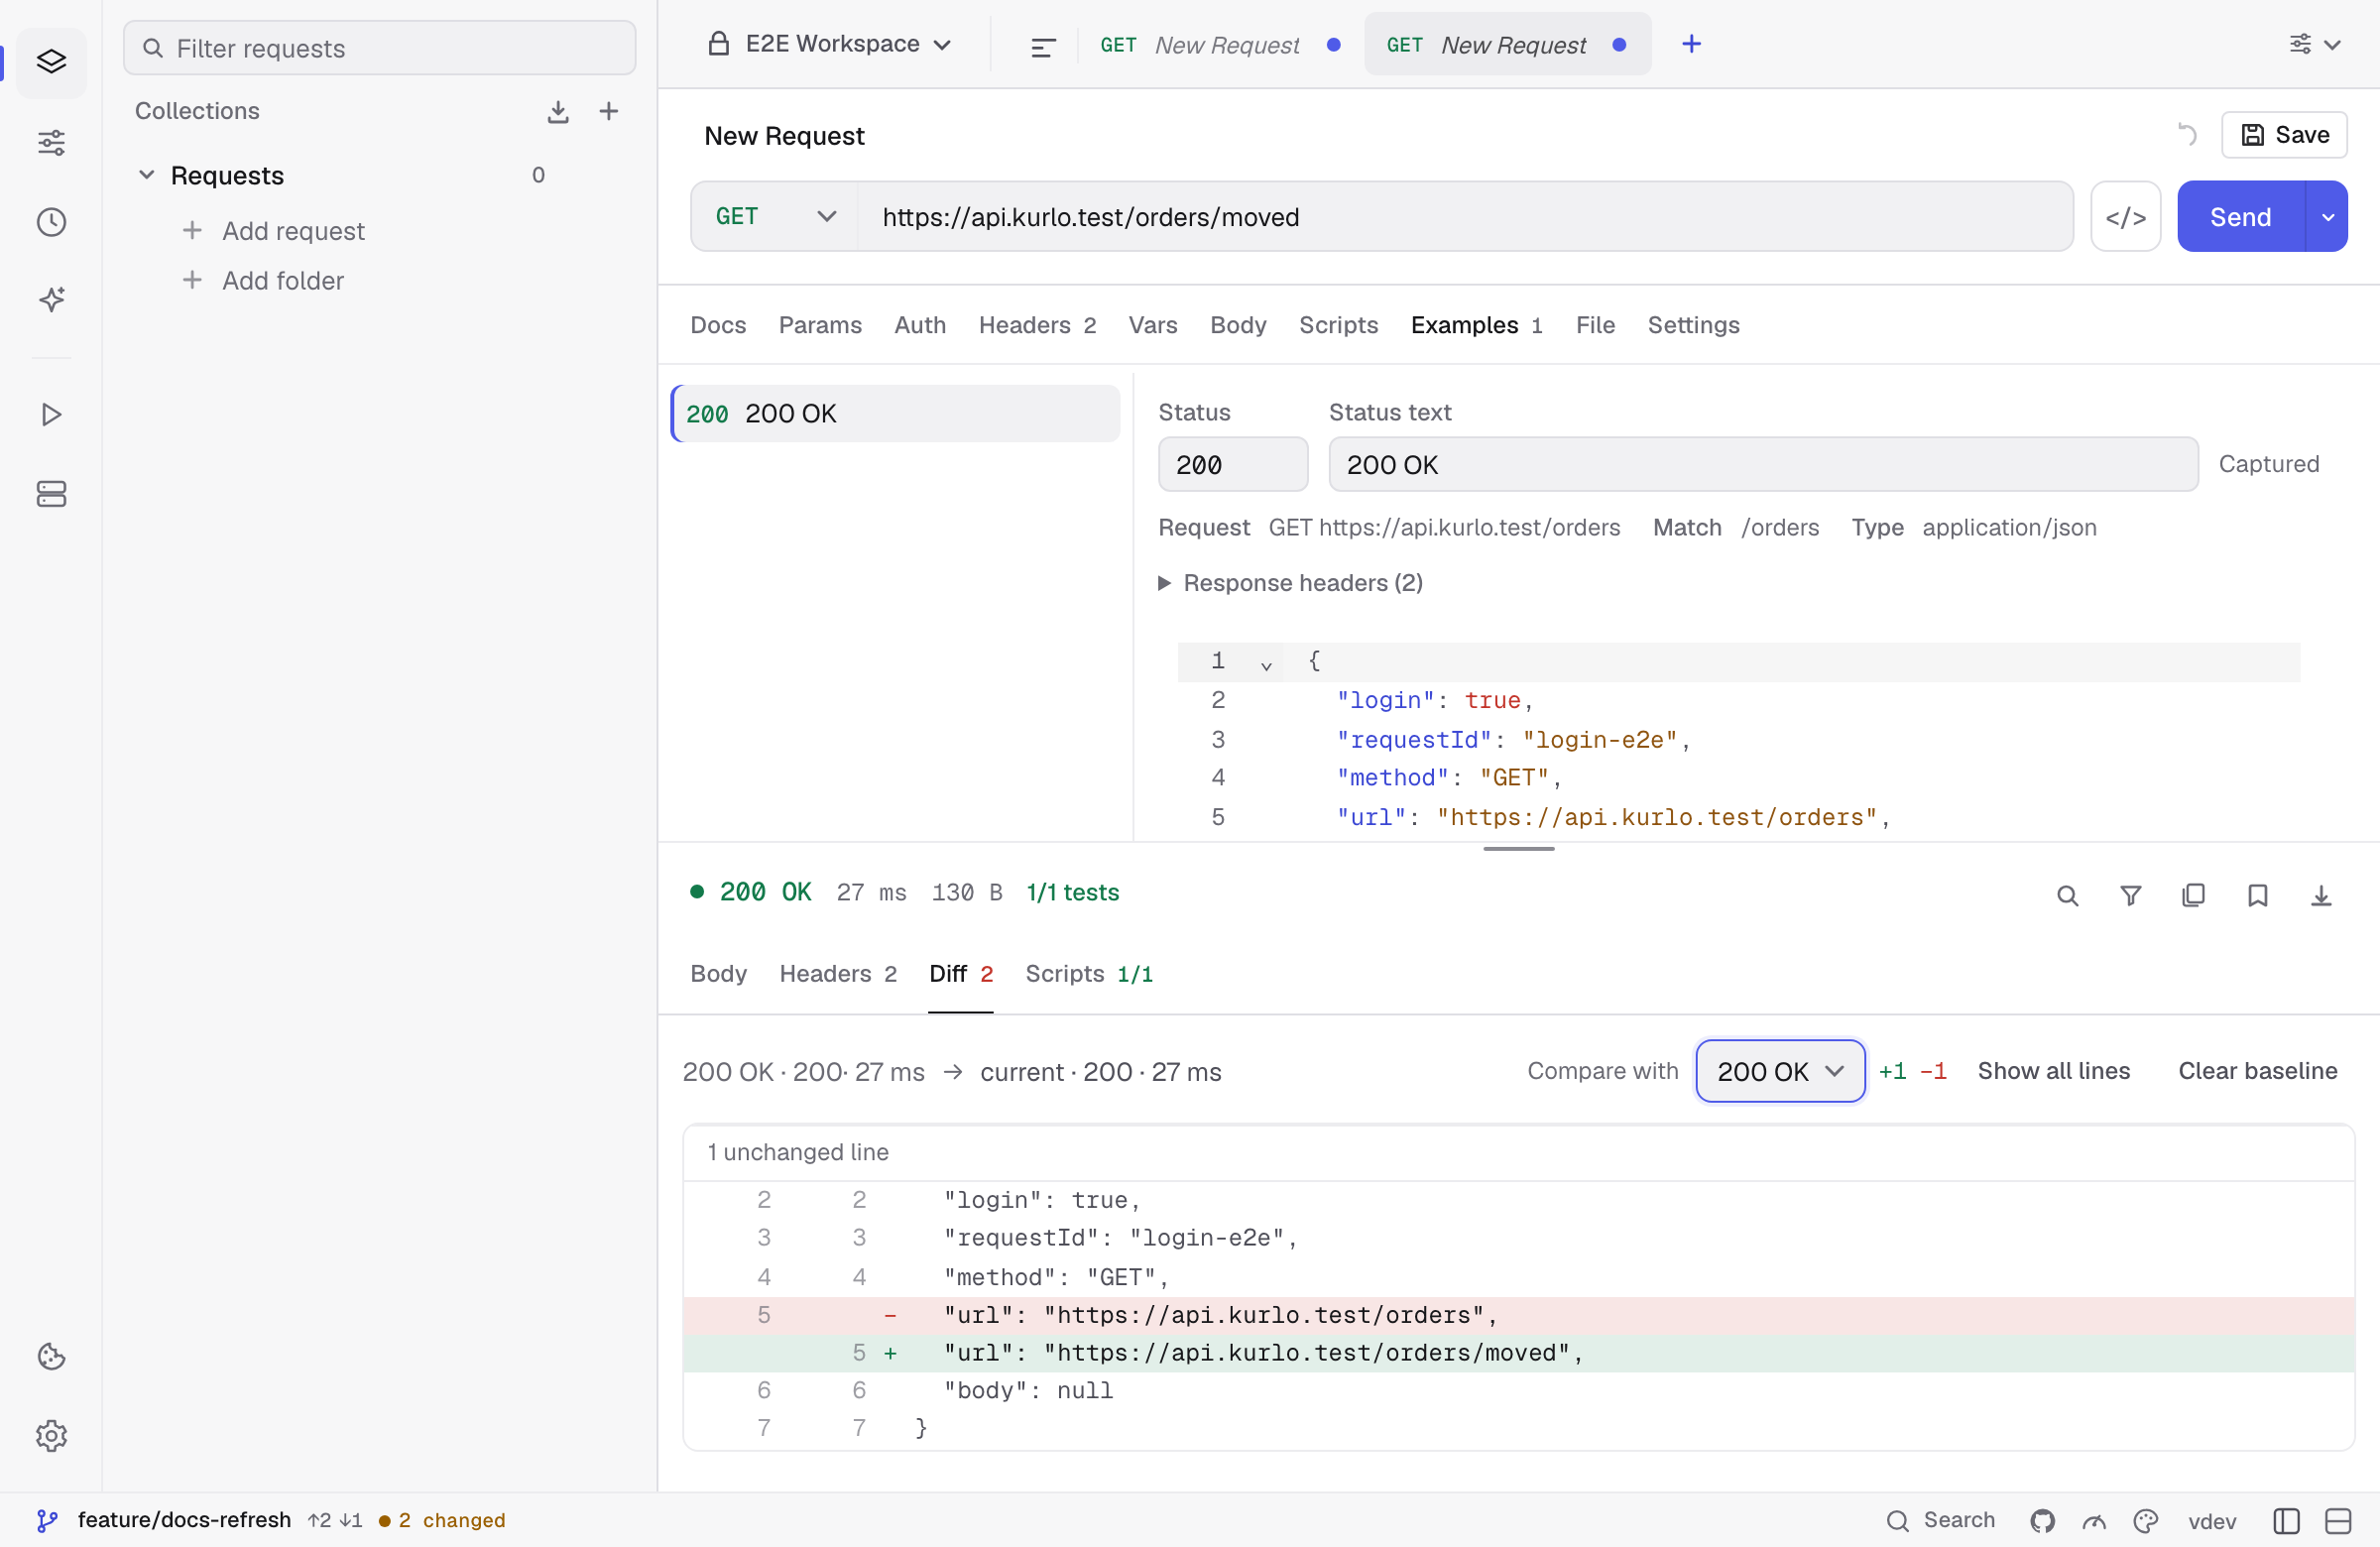 Filter requests
Collections
Requests 0
Add request
Add folder
E2E Workspace
GET New Request
GET New Request
New Request
Save
GET https://api.kurlo.test/orders/moved
</>
Send
Docs Params Auth Headers 2 Vars Body Scripts Examples 1 File Settings
200 200 OK
Status Status text
200 200 OK Captured
Request GET https://api.kurlo.test/orders Match /orders Type application/json
Response headers (2)
1 {
2 "login": true,
3 "requestId": "login-e2e",
4 "method": "GET",
5 "url": "https://api.kurlo.test/orders",
200 OK 27 ms 130 B 1/1 tests
Body Headers 2 Diff 2 Scripts 1/1
200 OK · 200· 27 ms → current · 200 · 27 ms
Compare with 200 OK +1 −1 Show all lines Clear baseline
1 unchanged line
2 2 "login": true,
3 3 "requestId": "login-e2e",
4 4 "method": "GET",
5 − "url": "https://api.kurlo.test/orders",
5 + "url": "https://api.kurlo.test/orders/moved",
6 6 "body": null
7 7 }
feature/docs-refresh ↑2 ↓1 2 changed
Search vdev